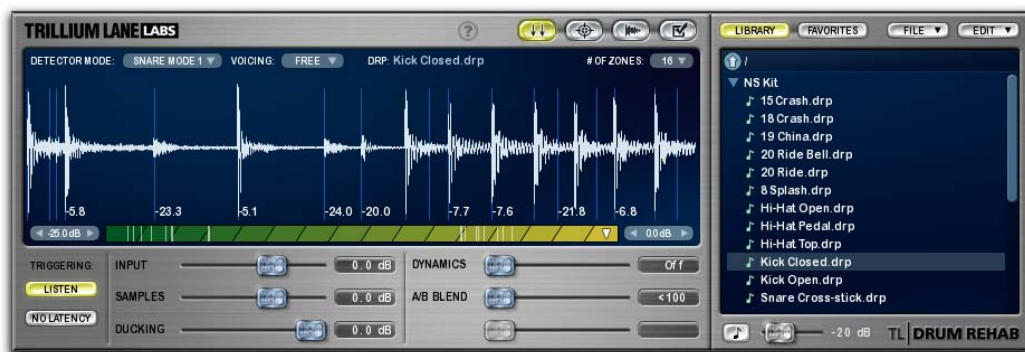 TRILLIUM LANE LABS
?
DETECTOR MODE: SNARE MODE 1 VOICING: FREE DRP: Kick Closed.drp # OF ZONES: 16
-5.8 -23.3 -5.1 -24.0 -20.0 -7.7 -7.6 -21.8 -6.8
-25.0 dB 0.0 dB
TRIGGERING:
LISTEN
NO LATENCY
INPUT 0.0 dB
SAMPLES 0.0 dB
DUCKING 0.0 dB
DYNAMICS Off
A/B BLEND <100
LIBRARY FAVORITES FILE EDIT
/
NS Kit
15 Crash.drp
18 Crash.drp
19 China.drp
20 Ride Bell.drp
20 Ride.drp
8 Splash.drp
Hi-Hat Open.drp
Hi-Hat Pedal.drp
Hi-Hat Top.drp
Kick Closed.drp
Kick Open.drp
Snare Cross-stick.drp
-20 dB TL DRUM REHAB